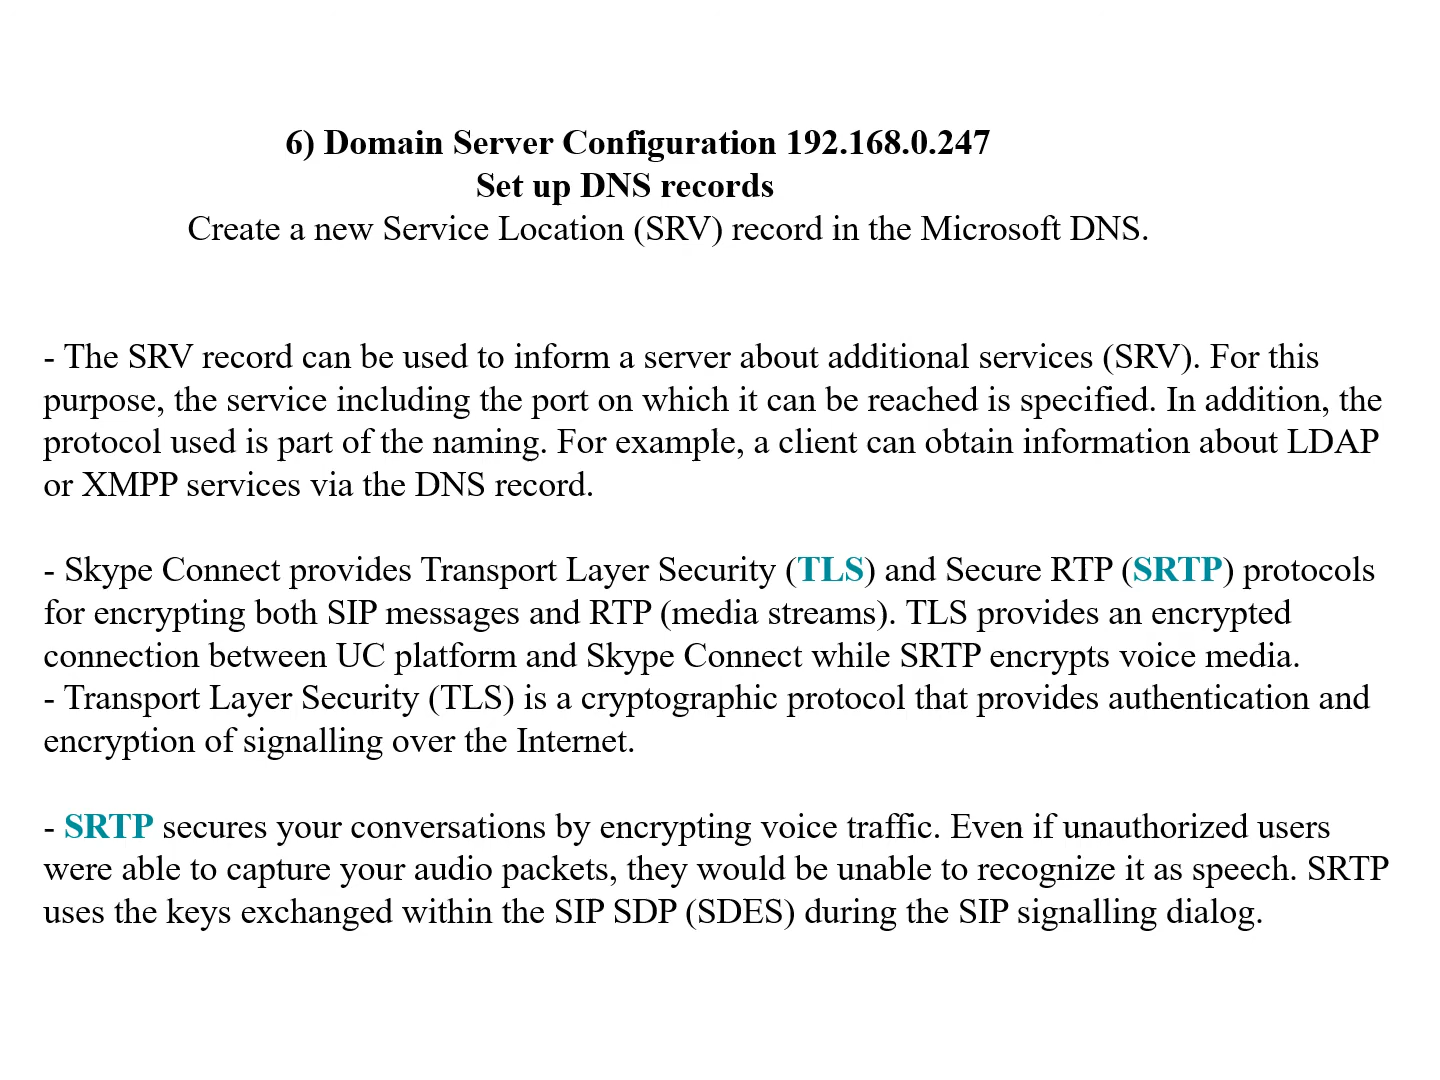 6) Domain Server Configuration 192.168.0.247
Set up DNS records
Create a new Service Location (SRV) record in the Microsoft DNS.
- The SRV record can be used to inform a server about additional services (SRV). For this
purpose, the service including the port on which it can be reached is specified. In addition, the
protocol used is part of the naming. For example, a client can obtain information about LDAP
or XMPP services via the DNS record.
- Skype Connect provides Transport Layer Security (TLS) and Secure RTP (SRTP) protocols
for encrypting both SIP messages and RTP (media streams). TLS provides an encrypted
connection between UC platform and Skype Connect while SRTP encrypts voice media.
- Transport Layer Security (TLS) is a cryptographic protocol that provides authentication and
encryption of signalling over the Internet.
- SRTP secures your conversations by encrypting voice traffic. Even if unauthorized users
were able to capture your audio packets, they would be unable to recognize it as speech. SRTP
uses the keys exchanged within the SIP SDP (SDES) during the SIP signalling dialog.